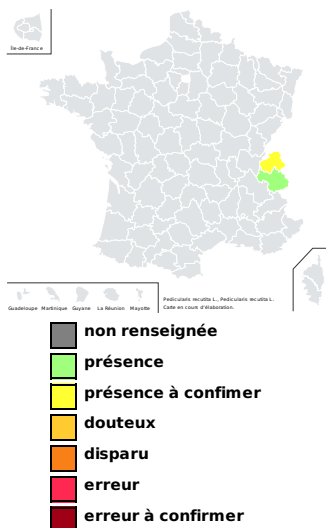 Île-de-France
Pedicularis recutita L., Pedicularis recutita L.
Carte en cours d'élaboration.
Guadeloupe Martinique Guyane La Réunion Mayotte
non renseignée
présence
présence à confimer
douteux
disparu
erreur
erreur à confirmer